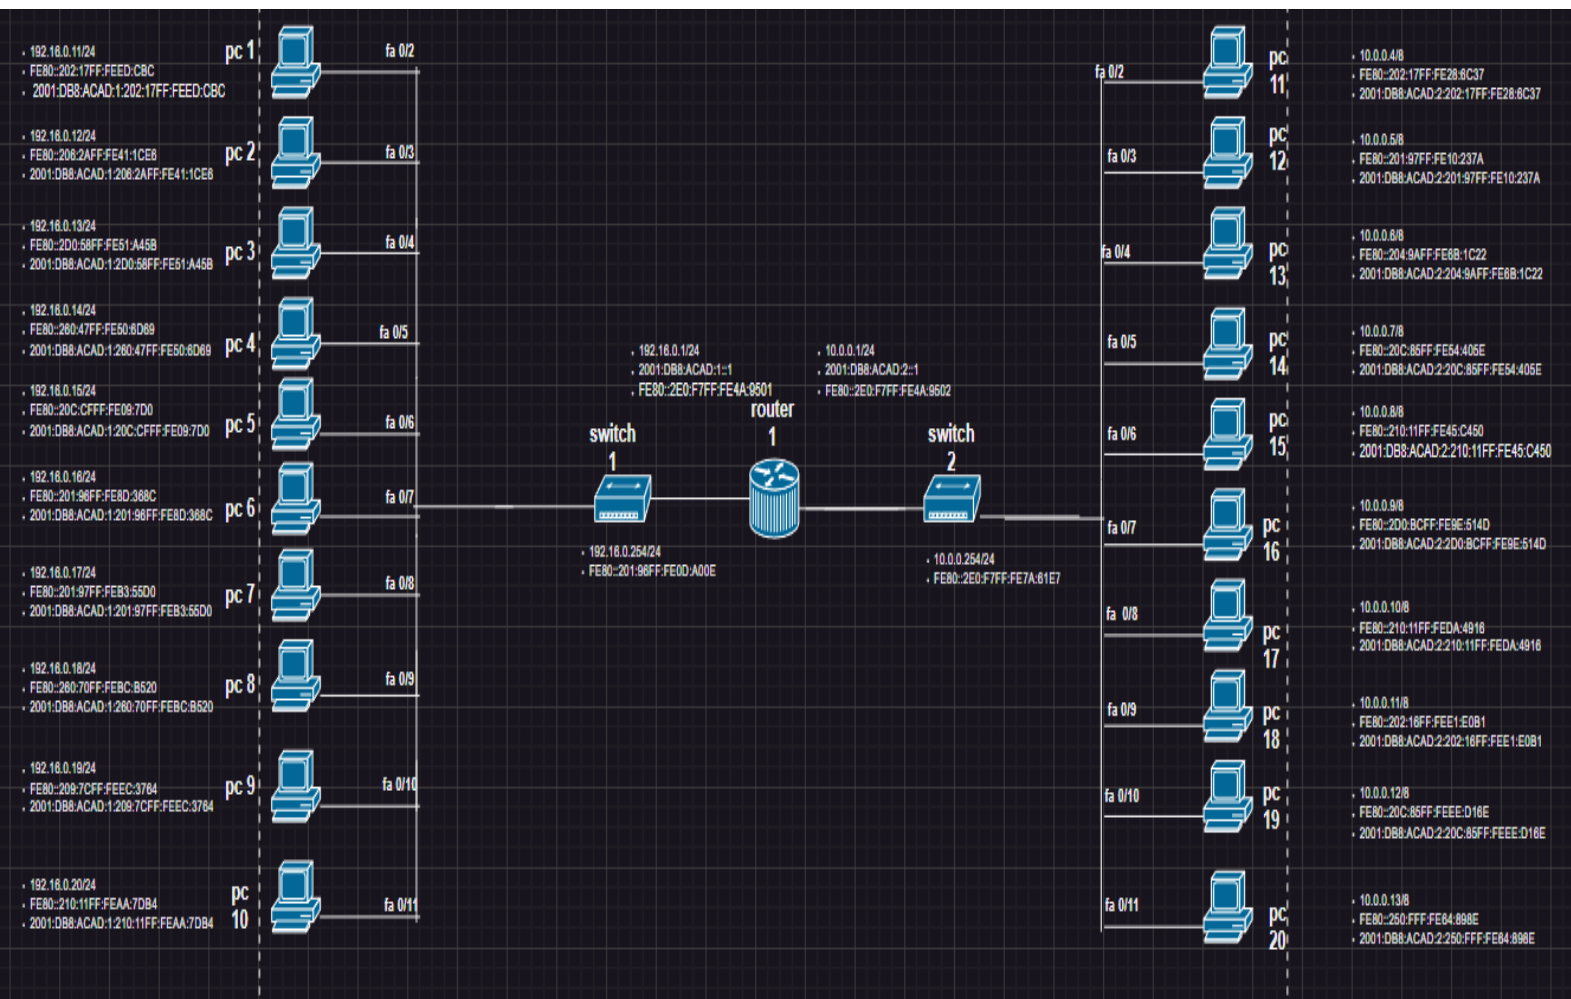 192.16.0.11/24
FE80::202:17FF:FEED:CBC
2001:DB8:ACAD:1:202:17FF:FEED:CBC
pc 1
fa 0/2
192.16.0.12/24
FE80::206:2AFF:FE41:1CE6
2001:DB8:ACAD:1:206:2AFF:FE41:1CE6
pc 2
fa 0/3
192.16.0.13/24
FE80::2D0:58FF:FE51:A45B
2001:DB8:ACAD:1:2D0:58FF:FE51:A45B
pc 3
fa 0/4
192.16.0.14/24
FE80::260:47FF:FE50:6D69
2001:DB8:ACAD:1:260:47FF:FE50:6D69
pc 4
fa 0/5
192.16.0.15/24
FE80::20C:CFFF:FE09:7D0
2001:DB8:ACAD:1:20C:CFFF:FE09:7D0
pc 5
fa 0/6
192.16.0.16/24
FE80::201:96FF:FE8D:368C
2001:DB8:ACAD:1:201:96FF:FE8D:368C
pc 6
fa 0/7
192.16.0.17/24
FE80::201:97FF:FEB3:55D0
2001:DB8:ACAD:1:201:97FF:FEB3:55D0
pc 7
fa 0/8
192.16.0.18/24
FE80::260:70FF:FEBC:B520
2001:DB8:ACAD:1:260:70FF:FEBC:B520
pc 8
fa 0/9
192.16.0.19/24
FE80::209:7CFF:FEEC:3764
2001:DB8:ACAD:1:209:7CFF:FEEC:3764
pc 9
fa 0/10
192.16.0.20/24
FE80::210:11FF:FEAA:7DB4
2001:DB8:ACAD:1:210:11FF:FEAA:7DB4
pc
10
fa 0/11
192.16.0.1/24
2001:DB8:ACAD:1::1
FE80::2E0:F7FF:FE4A:9501
10.0.0.1/24
2001:DB8:ACAD:2::1
FE80::2E0:F7FF:FE4A:9502
router
1
switch
1
192.16.0.254/24
FE80::201:96FF:FE0D:A00E
switch
2
10.0.0.254/24
FE80::2E0:F7FF:FE7A:61E7
fa 0/2
pc
11
10.0.0.4/8
FE80::202:17FF:FE28:6C37
2001:DB8:ACAD:2:202:17FF:FE28:6C37
fa 0/3
pc
12
10.0.0.5/8
FE80::201:97FF:FE10:237A
2001:DB8:ACAD:2:201:97FF:FE10:237A
fa 0/4
pc
13
10.0.0.6/8
FE80::204:9AFF:FE6B:1C22
2001:DB8:ACAD:2:204:9AFF:FE6B:1C22
fa 0/5
pc
14
10.0.0.7/8
FE80::20C:85FF:FE54:405E
2001:DB8:ACAD:2:20C:85FF:FE54:405E
fa 0/6
pc
15
10.0.0.8/8
FE80::210:11FF:FE45:C450
2001:DB8:ACAD:2:210:11FF:FE45:C450
fa 0/7
pc
16
10.0.0.9/8
FE80::2D0:BCFF:FE9E:514D
2001:DB8:ACAD:2:2D0:BCFF:FE9E:514D
fa 0/8
pc
17
10.0.0.10/8
FE80::210:11FF:FEDA:4916
2001:DB8:ACAD:2:210:11FF:FEDA:4916
fa 0/9
pc
18
10.0.0.11/8
FE80::202:16FF:FEE1:E0B1
2001:DB8:ACAD:2:202:16FF:FEE1:E0B1
fa 0/10
pc
19
10.0.0.12/8
FE80::20C:85FF:FEEE:D16E
2001:DB8:ACAD:2:20C:85FF:FEEE:D16E
fa 0/11
pc
20
10.0.0.13/8
FE80::250:FFF:FE64:898E
2001:DB8:ACAD:2:250:FFF:FE64:898E